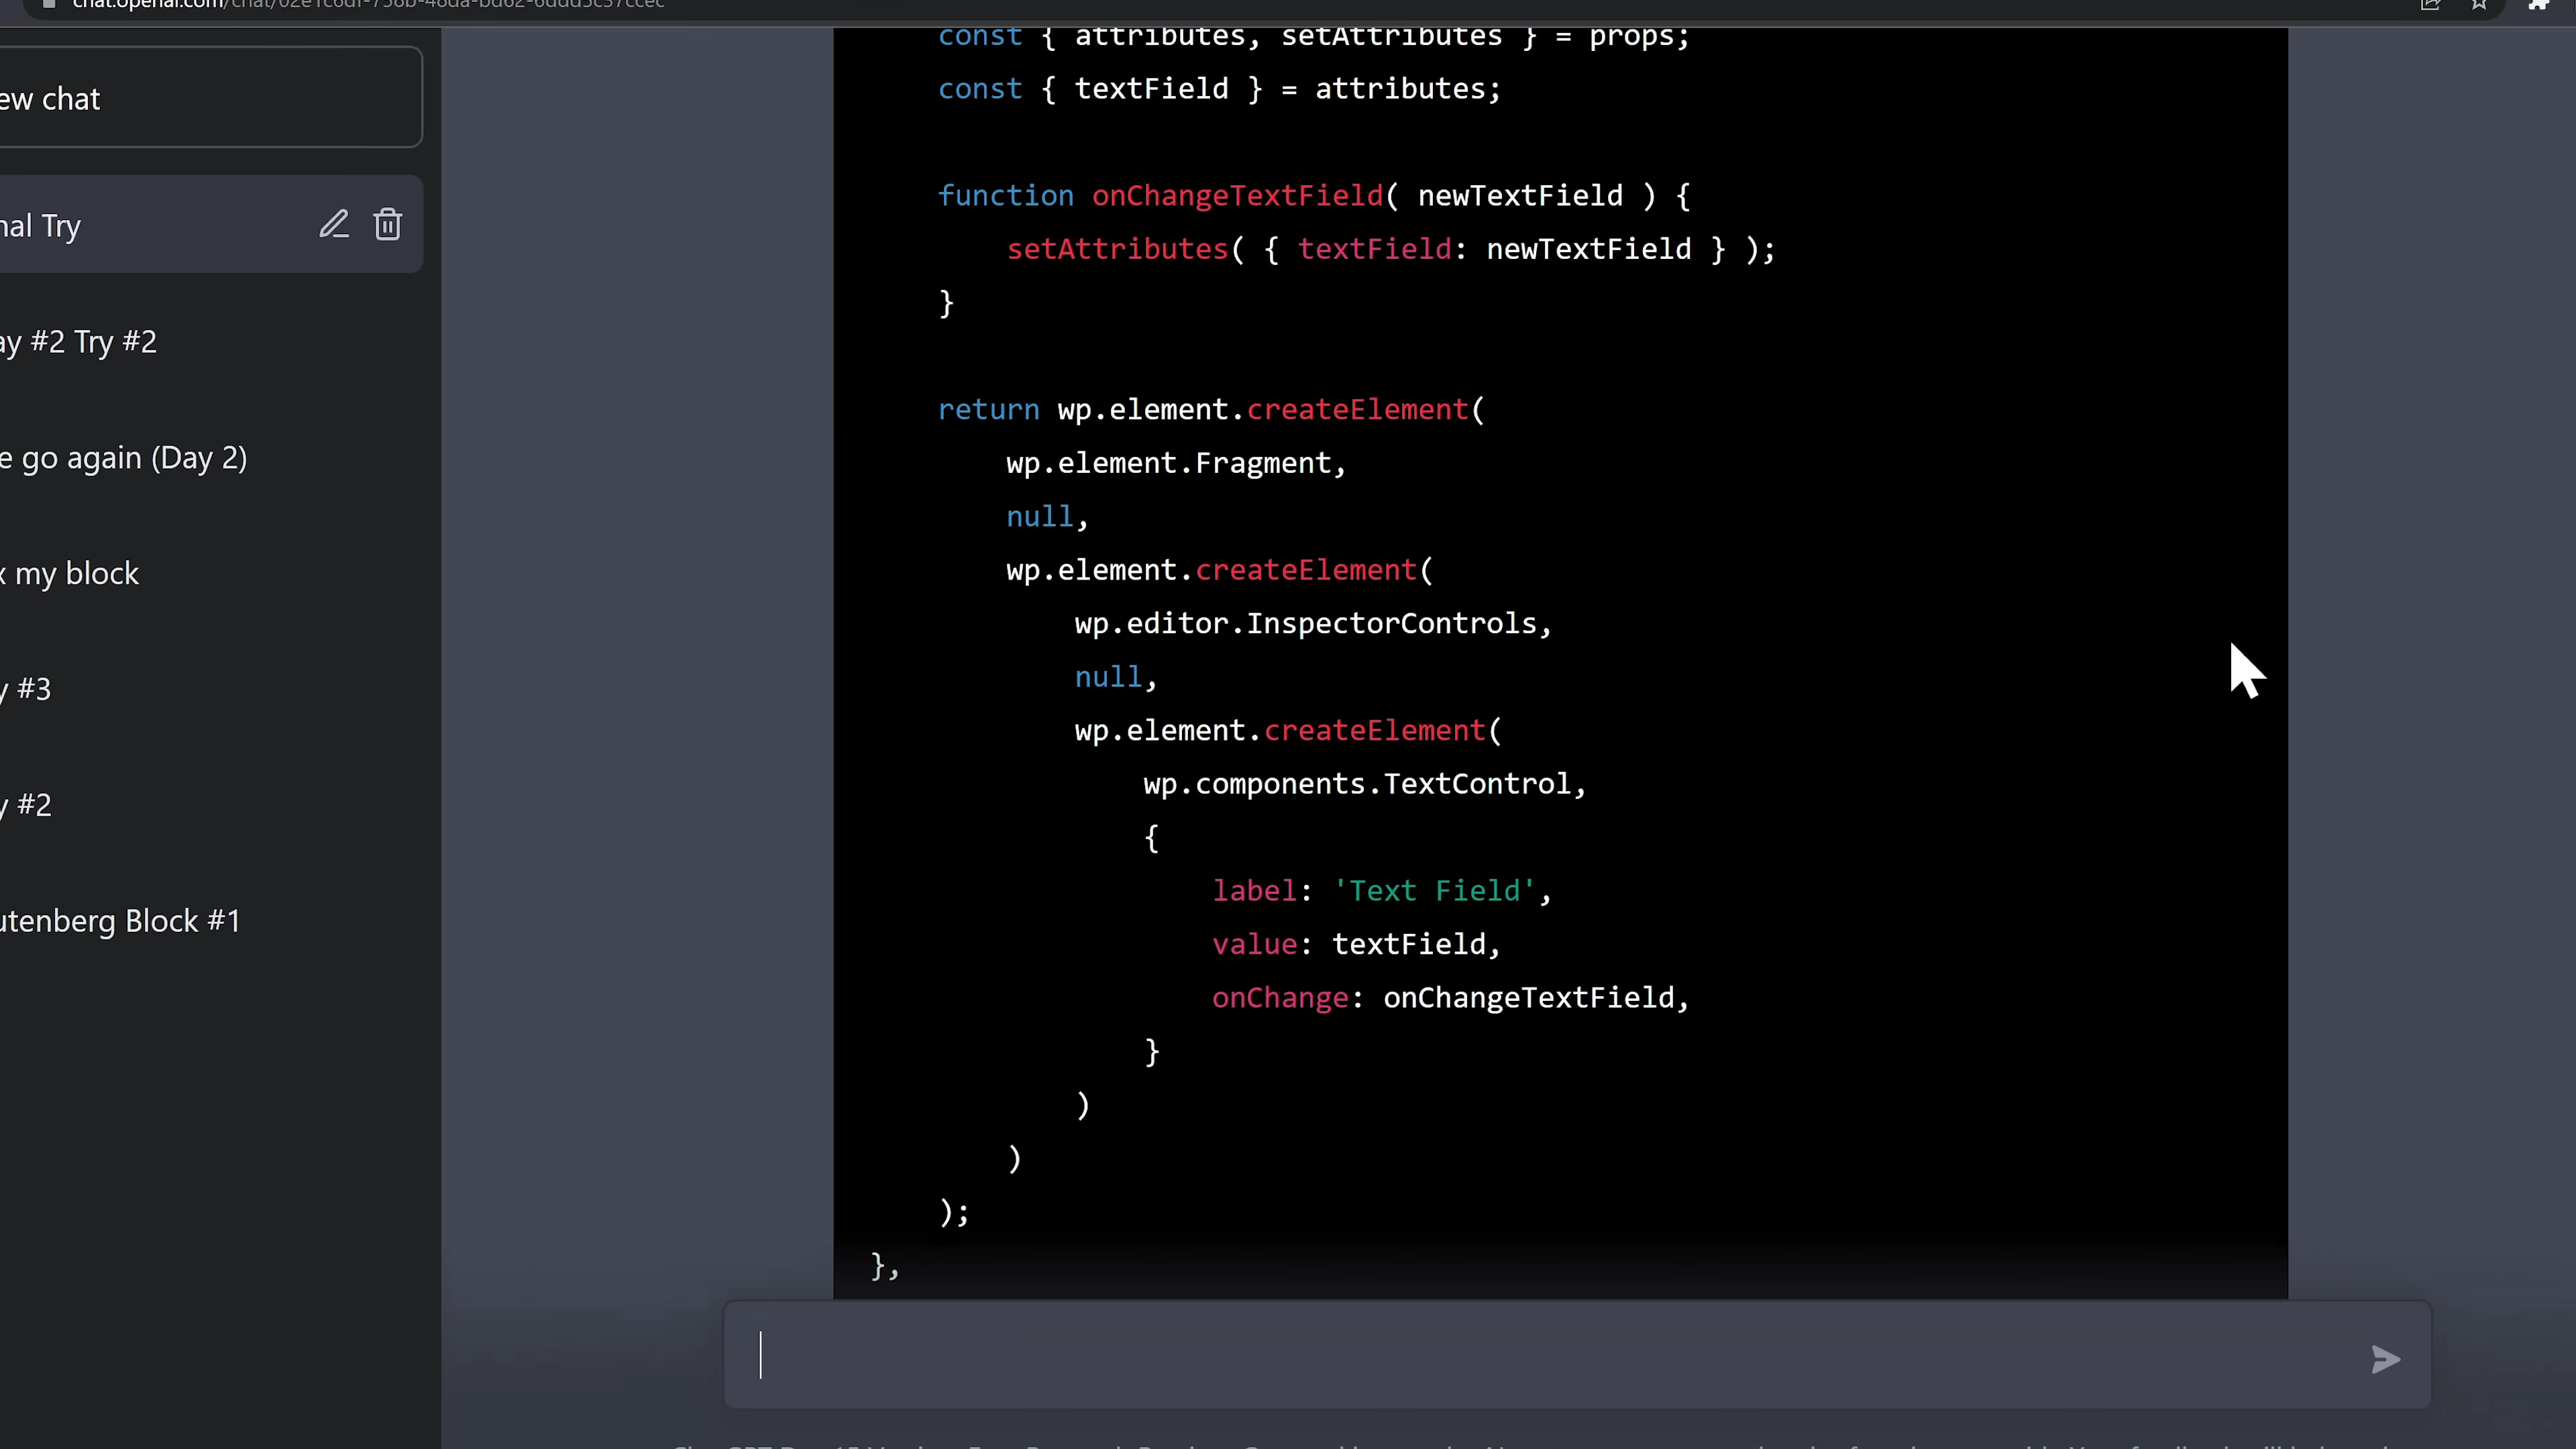 chat.openai.com
ew chat
nal Try
ay #2 Try #2
e go again (Day 2)
x my block
y #3
y #2
utenberg Block #1
const { attributes, setAttributes } = props;
const { textField } = attributes;
function onChangeTextField( newTextField ) {
setAttributes( { textField: newTextField } );
}
return wp.element.createElement(
wp.element.Fragment,
null,
wp.element.createElement(
wp.editor.InspectorControls,
null,
wp.element.createElement(
wp.components.TextControl,
{
label: 'Text Field',
value: textField,
onChange: onChangeTextField,
}
)
)
);
},